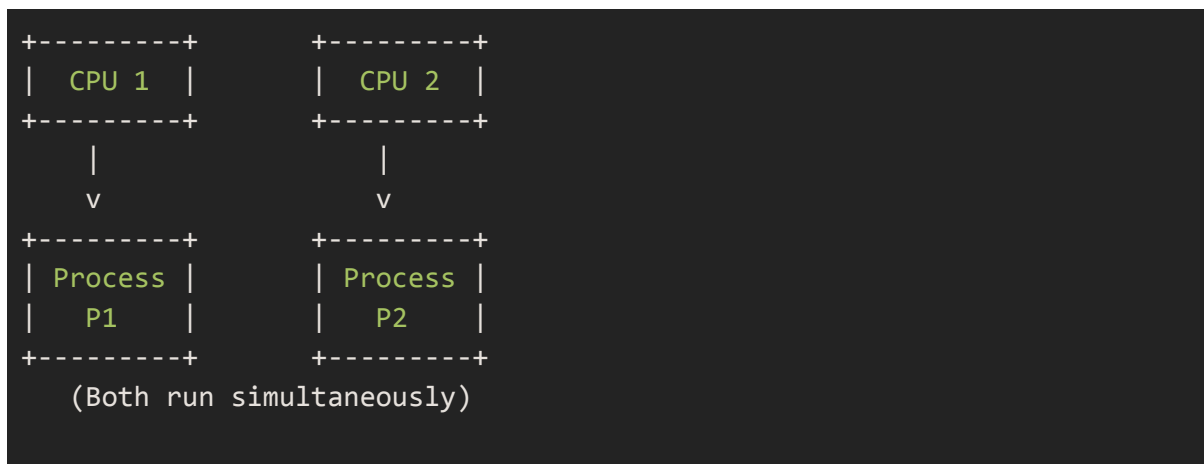 +---------+       +---------+
|  CPU 1  |       |  CPU 2  |
+---------+       +---------+
    |                 |
    v                 v
+---------+       +---------+
| Process |       | Process |
|   P1    |       |   P2    |
+---------+       +---------+
   (Both run simultaneously)